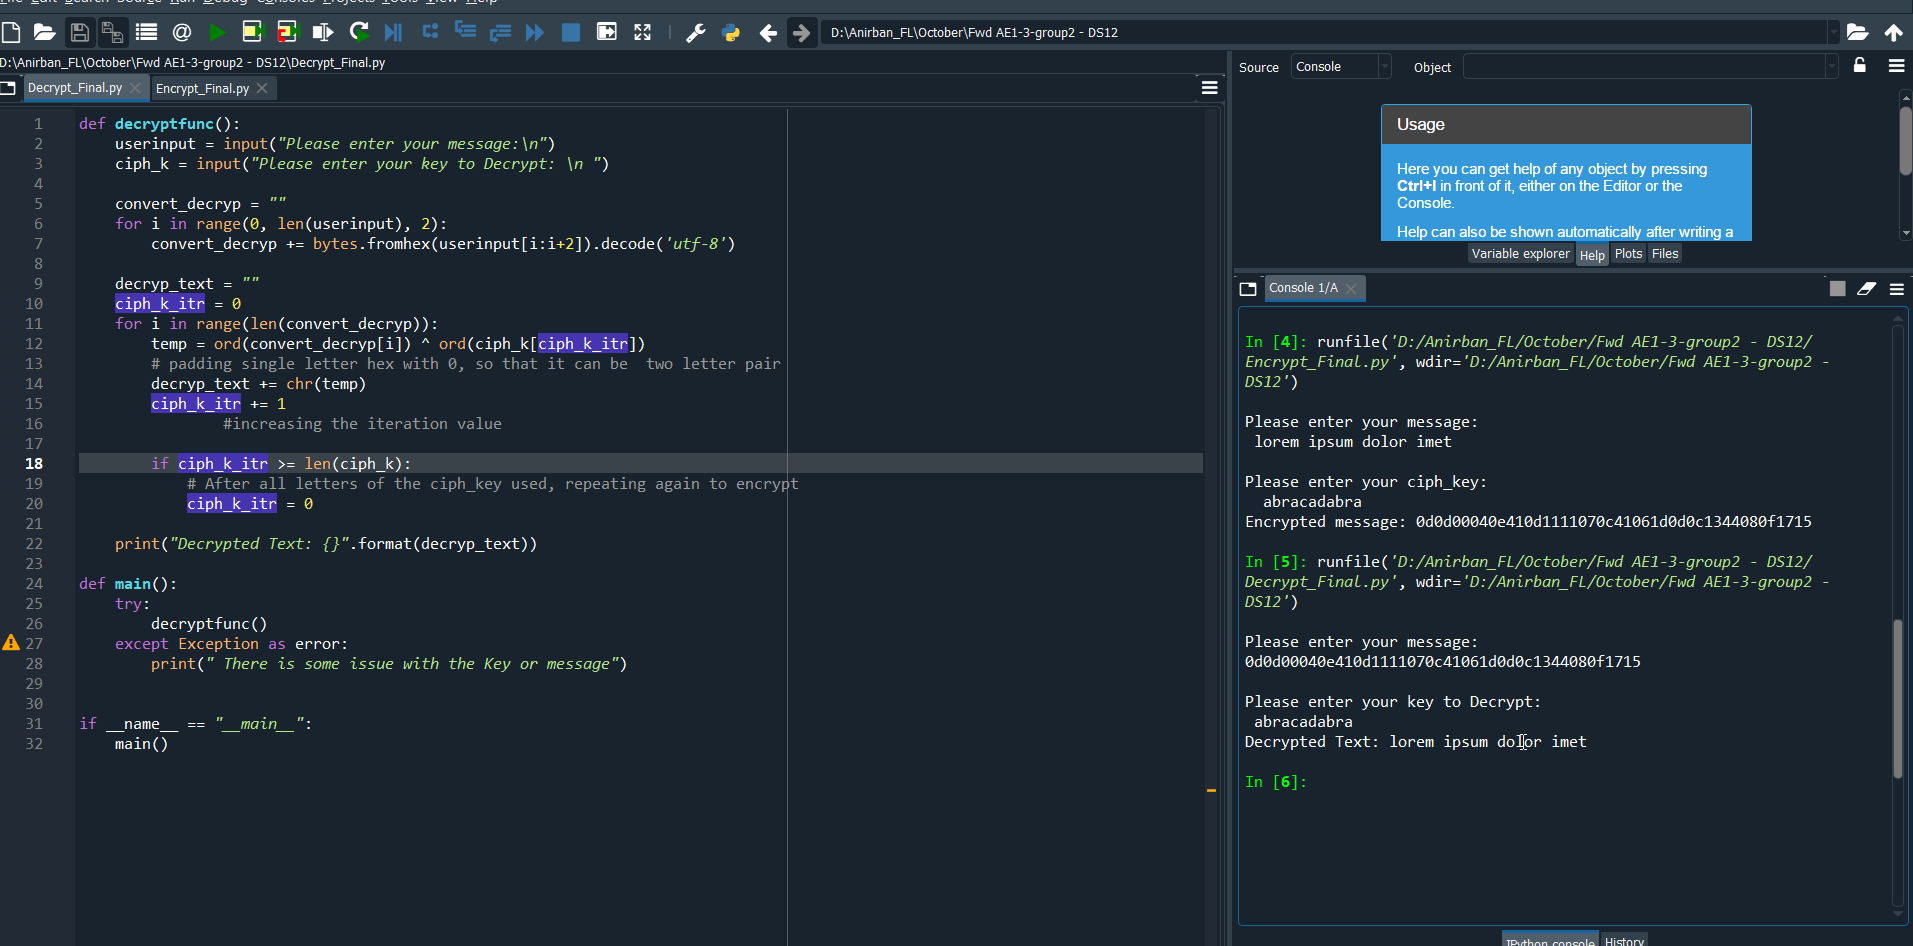 File Edit Search Source Run Debug Consoles Projects Tools View Help
D:\Anirban_FL\October\Fwd AE1-3-group2 - DS12
D:\Anirban_FL\October\Fwd AE1-3-group2 - DS12\Decrypt_Final.py
Decrypt_Final.py
Encrypt_Final.py
1 def decryptfunc():
2 userinput = input("Please enter your message:\n")
3 ciph_k = input("Please enter your key to Decrypt: \n ")
4
5 convert_decryp = ""
6 for i in range(0, len(userinput), 2):
7 convert_decryp += bytes.fromhex(userinput[i:i+2]).decode('utf-8')
8
9 decryp_text = ""
10 ciph_k_itr = 0
11 for i in range(len(convert_decryp)):
12 temp = ord(convert_decryp[i]) ^ ord(ciph_k[ciph_k_itr])
13 # padding single letter hex with 0, so that it can be  two letter pair
14 decryp_text += chr(temp)
15 ciph_k_itr += 1
16 #increasing the iteration value
17
18 if ciph_k_itr >= len(ciph_k):
19 # After all letters of the ciph_key used, repeating again to encrypt
20 ciph_k_itr = 0
21
22 print("Decrypted Text: {}".format(decryp_text))
23
24 def main():
25 try:
26 decryptfunc()
27 except Exception as error:
28 print(" There is some issue with the Key or message")
29
30
31 if __name__ == "__main__":
32 main()
Source
Console
Object
Usage
Here you can get help of any object by pressing
Ctrl+I in front of it, either on the Editor or the
Console.
Help can also be shown automatically after writing a
Variable explorer
Help
Plots
Files
Console 1/A
In [4]: runfile('D:/Anirban_FL/October/Fwd AE1-3-group2 - DS12/
Encrypt_Final.py', wdir='D:/Anirban_FL/October/Fwd AE1-3-group2 -
DS12')
Please enter your message:
lorem ipsum dolor imet
Please enter your ciph_key:
abracadabra
Encrypted message: 0d0d00040e410d1111070c41061d0d0c1344080f1715
In [5]: runfile('D:/Anirban_FL/October/Fwd AE1-3-group2 - DS12/
Decrypt_Final.py', wdir='D:/Anirban_FL/October/Fwd AE1-3-group2 -
DS12')
Please enter your message:
0d0d00040e410d1111070c41061d0d0c1344080f1715
Please enter your key to Decrypt:
abracadabra
Decrypted Text: lorem ipsum dolor imet
In [6]:
IPython console
History